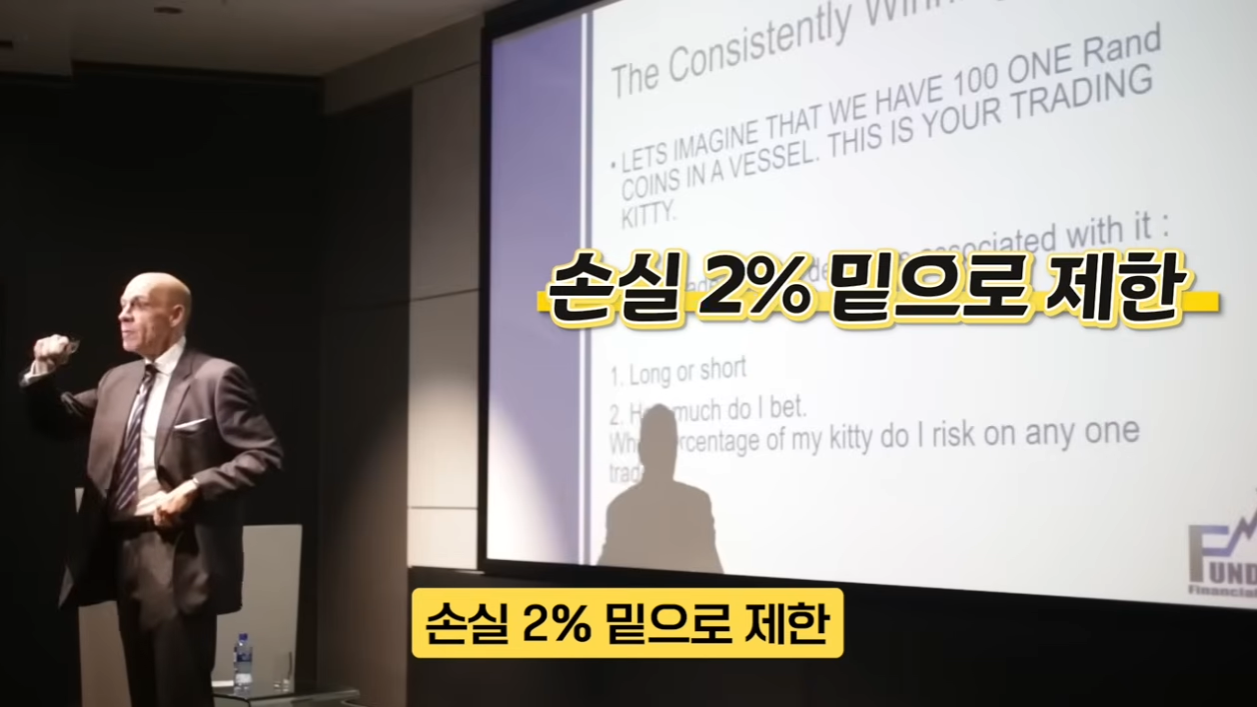 The Consistently
• LETS IMAGINE THAT WE HAVE 100 ONE Rand
COINS IN A VESSEL. THIS IS YOUR TRADING
KITTY.
associated with it :
손실 2% 밑으로 제한
1. Long or short
2. much do I bet.
of my kitty do I risk on any one
FUND
Financial
손실 2% 밑으로 제한